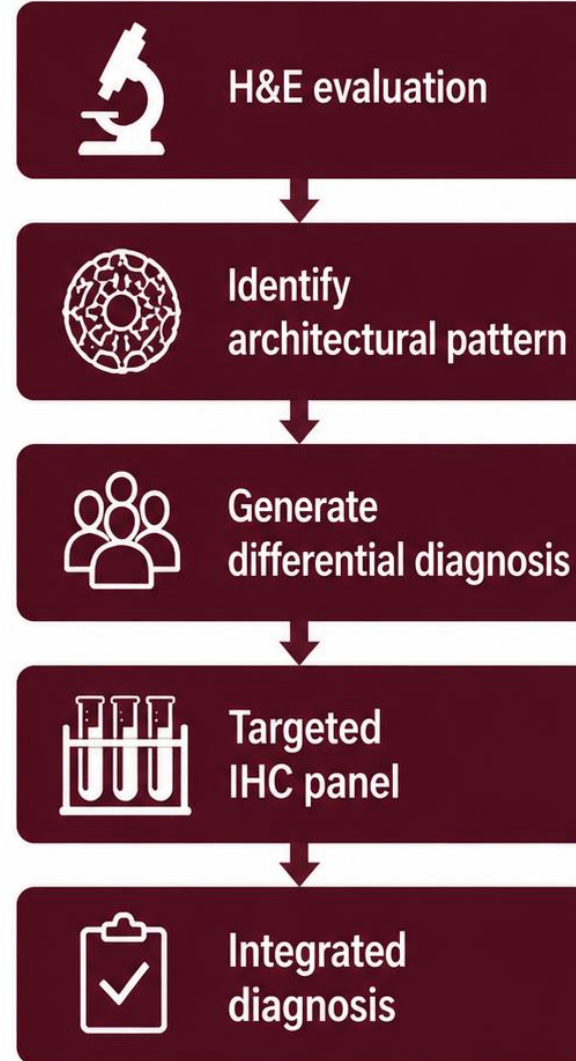 H&E evaluation
Identify
architectural pattern
Generate
differential diagnosis
Targeted
IHC panel
Integrated
diagnosis